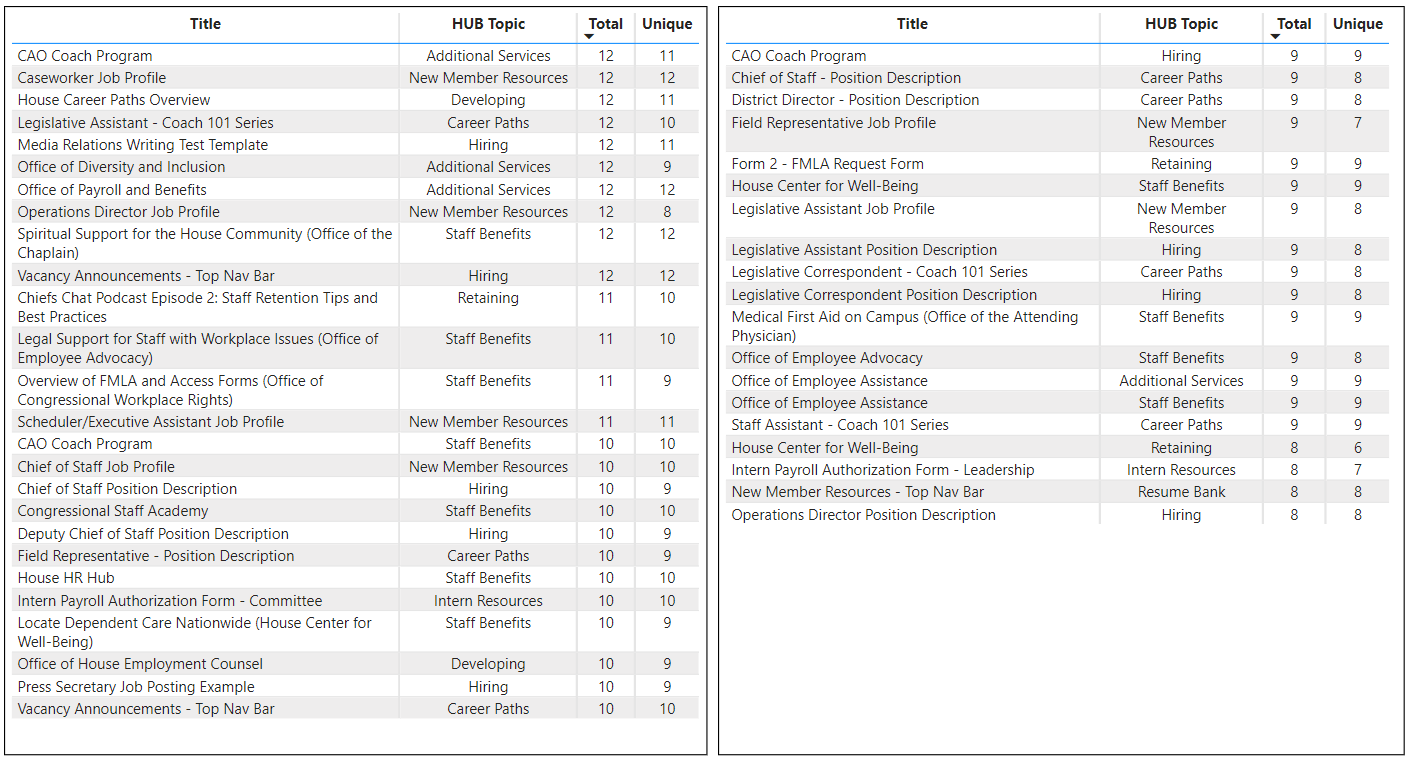 Title HUB Topic Total Unique
CAO Coach Program Additional Services 12 11
Caseworker Job Profile New Member Resources 12 12
House Career Paths Overview Developing 12 11
Legislative Assistant - Coach 101 Series Career Paths 12 10
Media Relations Writing Test Template Hiring 12 11
Office of Diversity and Inclusion Additional Services 12 9
Office of Payroll and Benefits Additional Services 12 12
Operations Director Job Profile New Member Resources 12 8
Spiritual Support for the House Community (Office of the Staff Benefits 12 12
Chaplain)
Vacancy Announcements - Top Nav Bar Hiring 12 12
Chiefs Chat Podcast Episode 2: Staff Retention Tips and Retaining 11 10
Best Practices
Legal Support for Staff with Workplace Issues (Office of Staff Benefits 11 10
Employee Advocacy)
Overview of FMLA and Access Forms (Office of Staff Benefits 11 9
Congressional Workplace Rights)
Scheduler/Executive Assistant Job Profile New Member Resources 11 11
CAO Coach Program Staff Benefits 10 10
Chief of Staff Job Profile New Member Resources 10 10
Chief of Staff Position Description Hiring 10 9
Congressional Staff Academy Staff Benefits 10 10
Deputy Chief of Staff Position Description Hiring 10 9
Field Representative - Position Description Career Paths 10 9
House HR Hub Staff Benefits 10 10
Intern Payroll Authorization Form - Committee Intern Resources 10 10
Locate Dependent Care Nationwide (House Center for Staff Benefits 10 9
Well-Being)
Office of House Employment Counsel Developing 10 9
Press Secretary Job Posting Example Hiring 10 9
Vacancy Announcements - Top Nav Bar Career Paths 10 10
Title HUB Topic Total Unique
CAO Coach Program Hiring 9 9
Chief of Staff - Position Description Career Paths 9 8
District Director - Position Description Career Paths 9 8
Field Representative Job Profile New Member 9 7
Resources
Form 2 - FMLA Request Form Retaining 9 9
House Center for Well-Being Staff Benefits 9 9
Legislative Assistant Job Profile New Member 9 8
Resources
Legislative Assistant Position Description Hiring 9 8
Legislative Correspondent - Coach 101 Series Career Paths 9 8
Legislative Correspondent Position Description Hiring 9 8
Medical First Aid on Campus (Office of the Attending Staff Benefits 9 9
Physician)
Office of Employee Advocacy Staff Benefits 9 8
Office of Employee Assistance Additional Services 9 9
Office of Employee Assistance Staff Benefits 9 9
Staff Assistant - Coach 101 Series Career Paths 9 9
House Center for Well-Being Retaining 8 6
Intern Payroll Authorization Form - Leadership Intern Resources 8 7
New Member Resources - Top Nav Bar Resume Bank 8 8
Operations Director Position Description Hiring 8 8